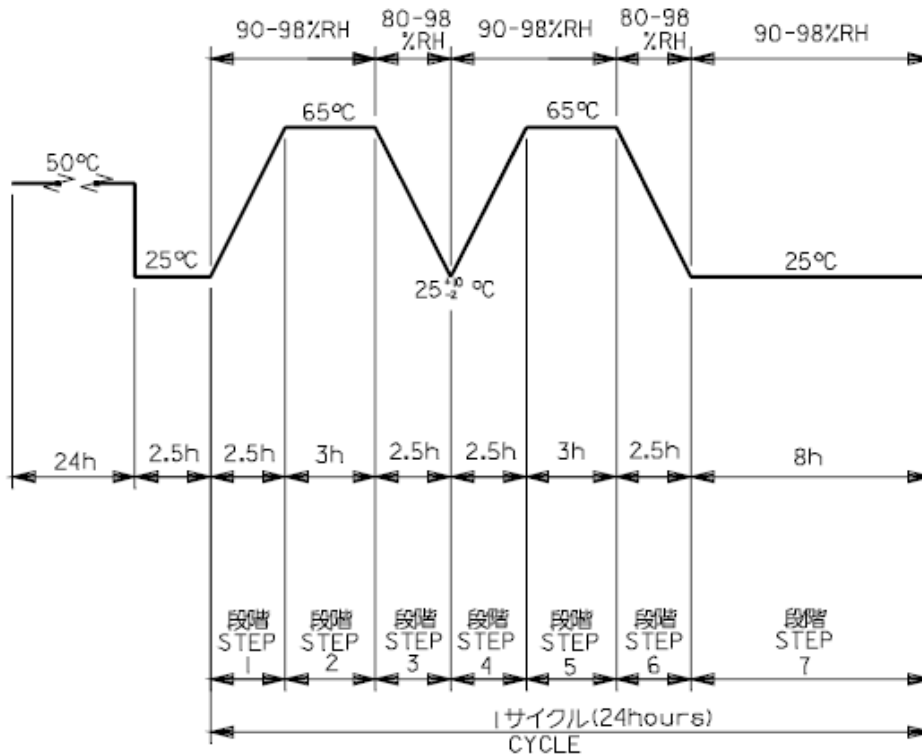 90-98%RH
80-98
%RH
90-98%RH
80-98
%RH
90-98%RH
65°C
65°C
50°C
25°C
25+10-2 °C
25°C
24h
2.5h
2.5h
3h
2.5h
2.5h
3h
2.5h
8h
段階
STEP
1
段階
STEP
2
段階
STEP
3
段階
STEP
4
段階
STEP
5
段階
STEP
6
段階
STEP
7
1サイクル(24hours)
CYCLE